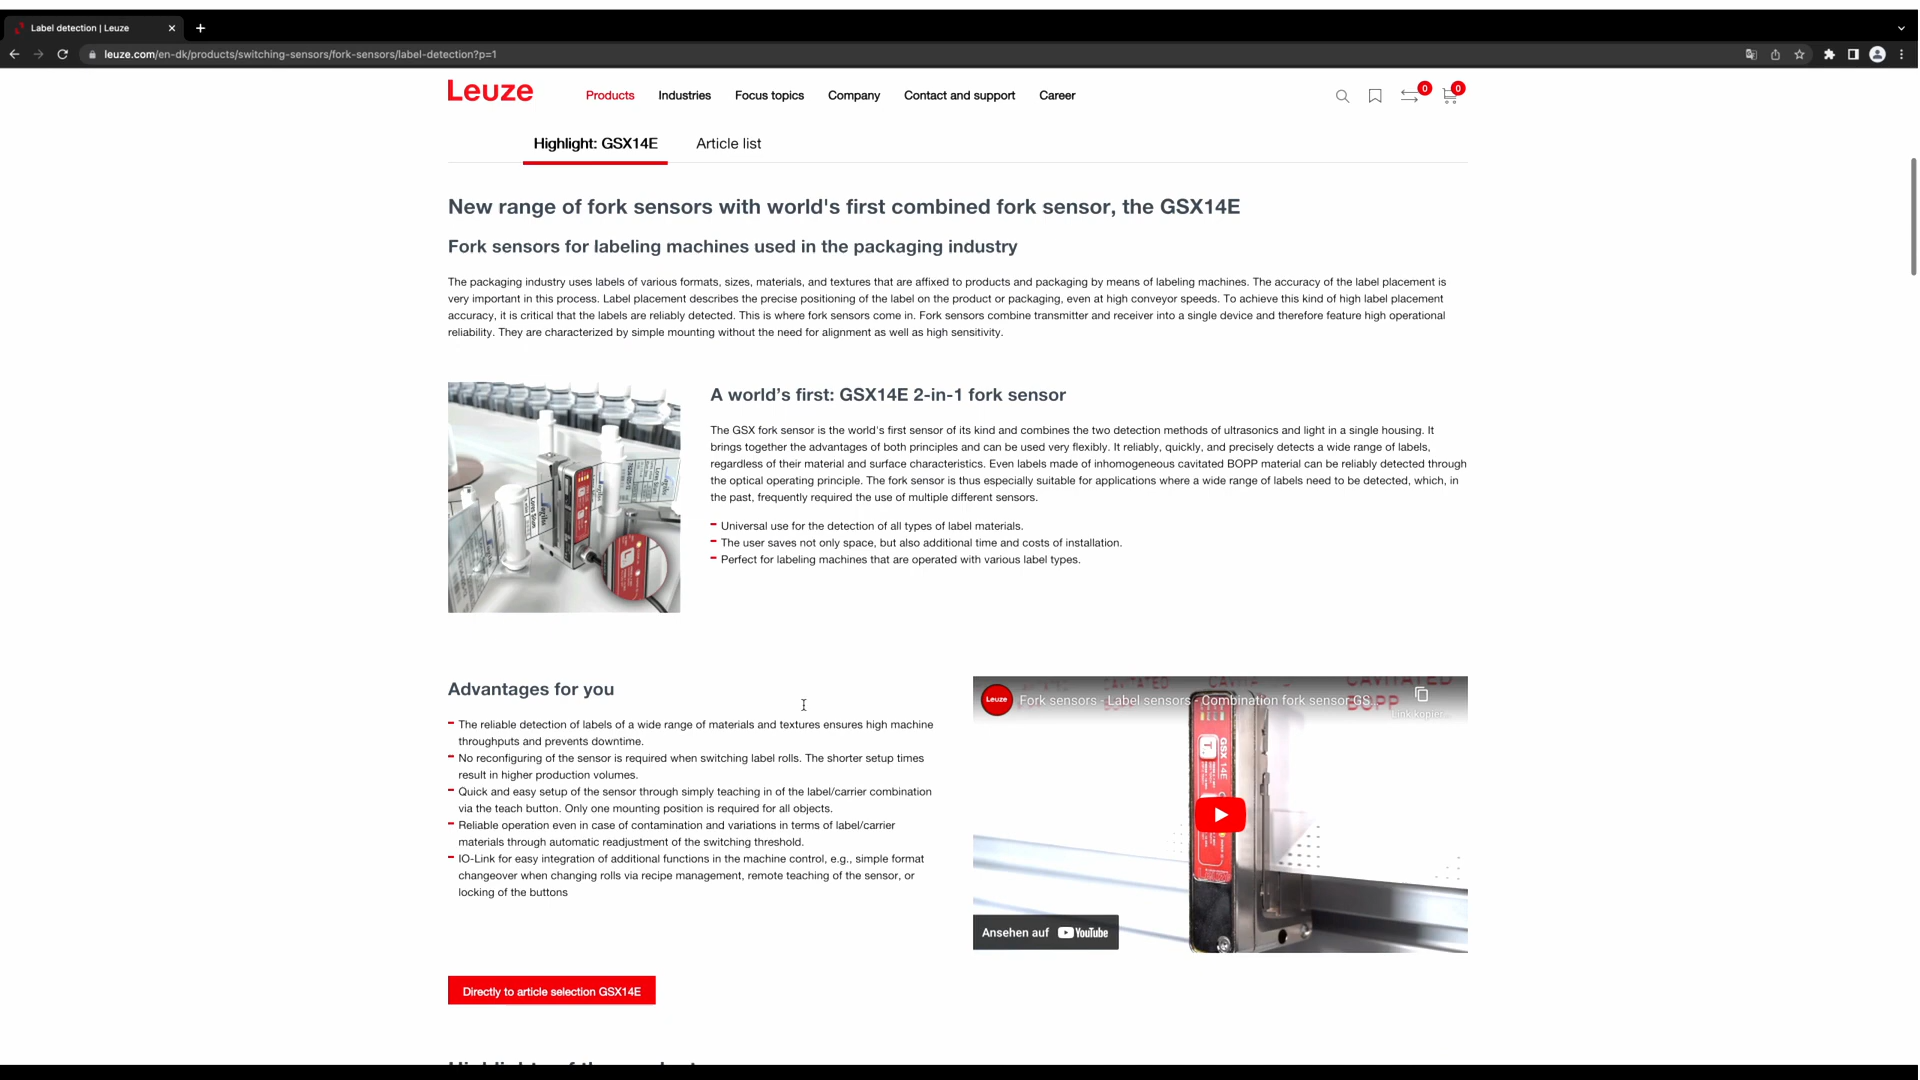 Label detection | Leuze
leuze.com/en-dk/products/switching-sensors/fork-sensors/label-detection?p=1
Leuze
Products
Industries
Focus topics
Company
Contact and support
Career
0
0
Highlight: GSX14E
Article list
New range of fork sensors with world's first combined fork sensor, the GSX14E
Fork sensors for labeling machines used in the packaging industry
The packaging industry uses labels of various formats, sizes, materials, and textures that are affixed to products and packaging by means of labeling machines. The accuracy of the label placement is
very important in this process. Label placement describes the precise positioning of the label on the product or packaging, even at high conveyor speeds. To achieve this kind of high label placement
accuracy, it is critical that the labels are reliably detected. This is where fork sensors come in. Fork sensors combine transmitter and receiver into a single device and therefore feature high operational
reliability. They are characterized by simple mounting without the need for alignment as well as high sensitivity.
A world’s first: GSX14E 2-in-1 fork sensor
The GSX fork sensor is the world's first sensor of its kind and combines the two detection methods of ultrasonics and light in a single housing. It
brings together the advantages of both principles and can be used very flexibly. It reliably, quickly, and precisely detects a wide range of labels,
regardless of their material and surface characteristics. Even labels made of inhomogeneous cavitated BOPP material can be reliably detected through
the optical operating principle. The fork sensor is thus especially suitable for applications where a wide range of labels need to be detected, which, in
the past, frequently required the use of multiple different sensors.
Universal use for the detection of all types of label materials.
The user saves not only space, but also additional time and costs of installation.
Perfect for labeling machines that are operated with various label types.
Advantages for you
The reliable detection of labels of a wide range of materials and textures ensures high machine
throughputs and prevents downtime.
No reconfiguring of the sensor is required when switching label rolls. The shorter setup times
result in higher production volumes.
Quick and easy setup of the sensor through simply teaching in of the label/carrier combination
via the teach button. Only one mounting position is required for all objects.
Reliable operation even in case of contamination and variations in terms of label/carrier
materials through automatic readjustment of the switching threshold.
IO-Link for easy integration of additional functions in the machine control, e.g., simple format
changeover when changing rolls via recipe management, remote teaching of the sensor, or
locking of the buttons
Leuze
Fork sensors - Label sensors - Combination fork sensor GS
Link kopier...
CAVITATED
BOPP
GSX 14E
Ansehen auf YouTube
Directly to article selection GSX14E